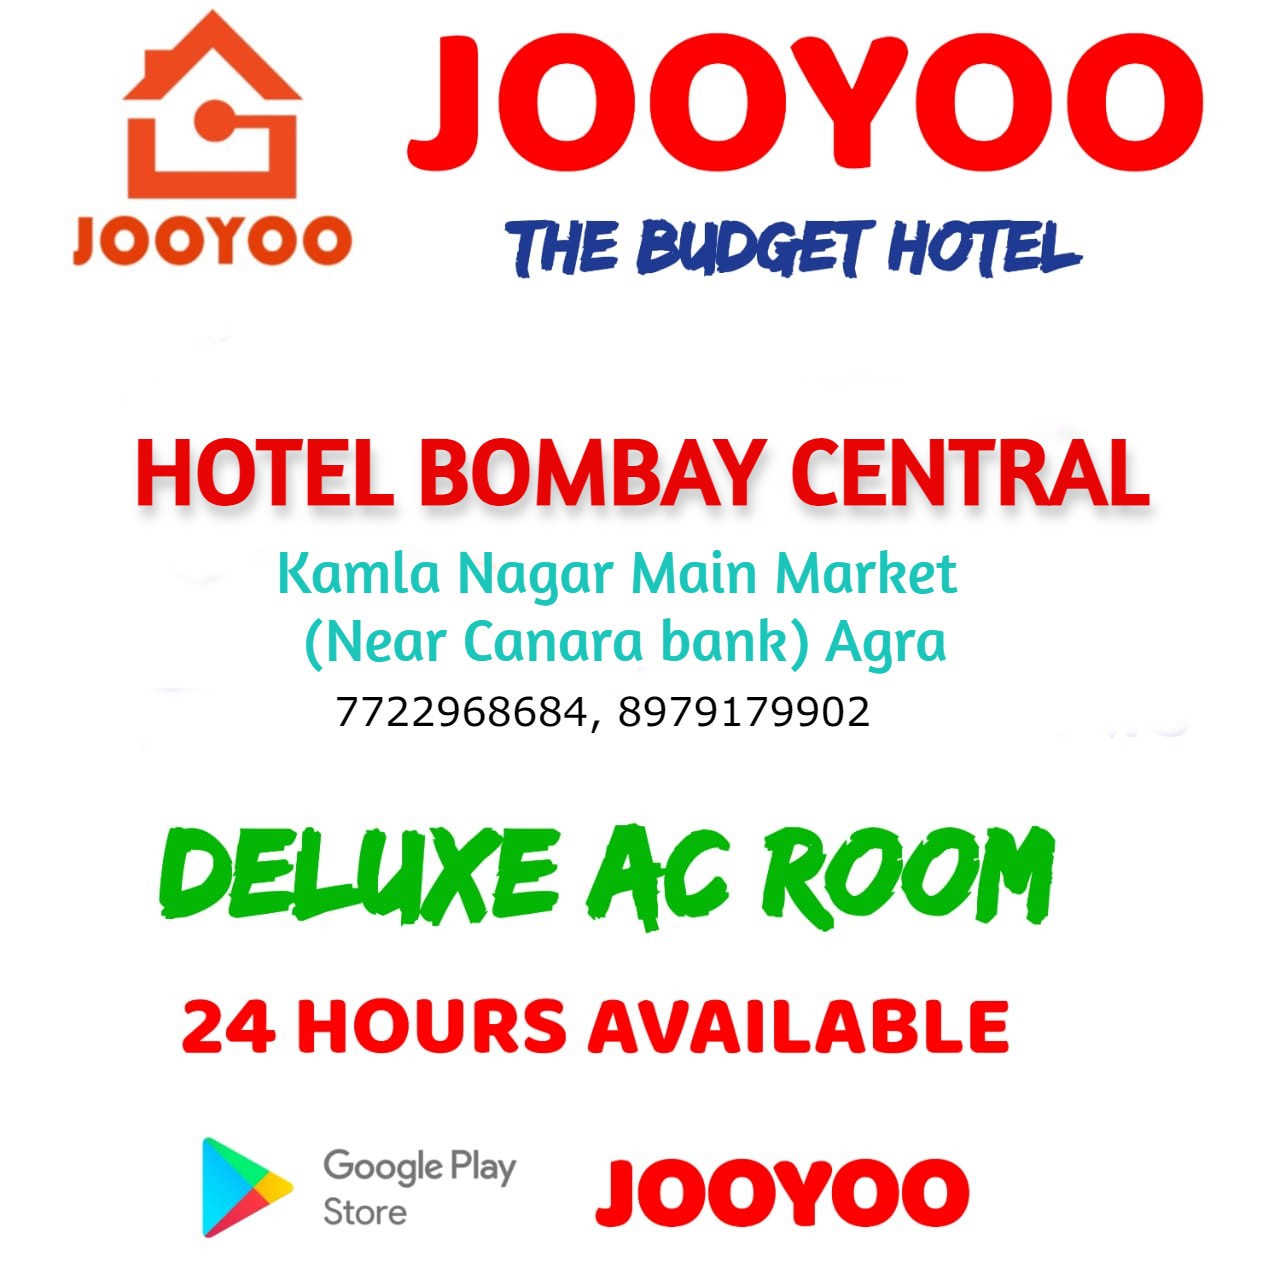 JOOYOO
JOOYOO
THE BUDGET HOTEL
HOTEL BOMBAY CENTRAL
Kamla Nagar Main Market
(Near Canara bank) Agra
7722968684, 8979179902
DELUXE AC ROOM
24 HOURS AVAILABLE
Google Play
Store
JOOYOO